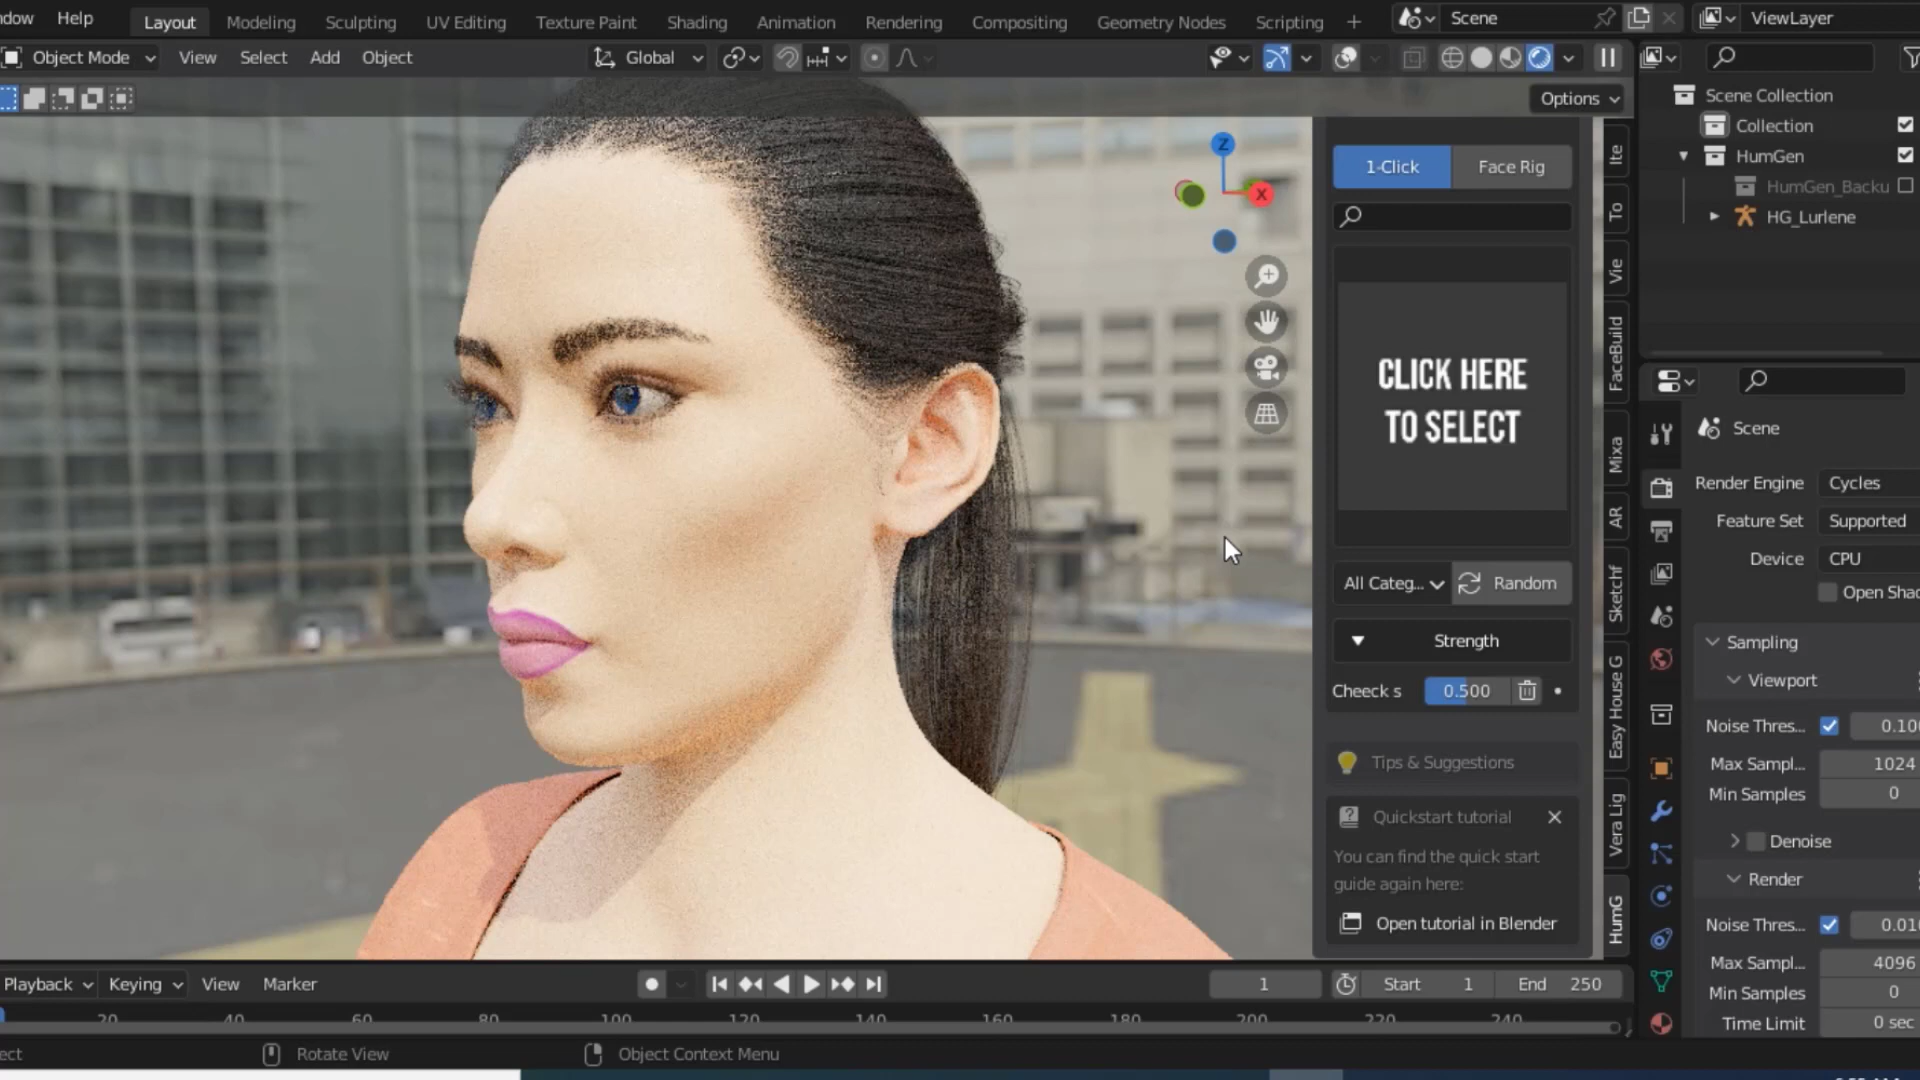 ndow Help Layout Modeling Sculpting UV Editing Texture Paint Shading Animation Rendering Compositing Geometry Nodes Scripting + Scene ViewLayer
Object Mode View Select Add Object Global
Options
Scene Collection
Collection
HumGen
HumGen_Backu
HG_Lurlene
Z
X
1-Click Face Rig
CLICK HERE
TO SELECT
All Categ... Random
Strength
Cheeck s 0.500
Tips & Suggestions
Quickstart tutorial
You can find the quick start
guide again here:
Open tutorial in Blender
Ite
To
Vie
FaceBuild
Mixa
AR
Sketchf
Easy House G
Vera Lig
HumG
Scene
Render Engine Cycles
Feature Set Supported
Device CPU
Open Sha
Sampling
Viewport
Noise Thres... 0.10
Max Sampl... 1024
Min Samples 0
Denoise
Render
Noise Thres... 0.01
Max Sampl... 4096
Min Samples 0
Time Limit 0 sec
Playback Keying View Marker 1 Start 1 End 250
20 40 60 80 100 120 140 160 180 200 220 240
ect Rotate View Object Context Menu